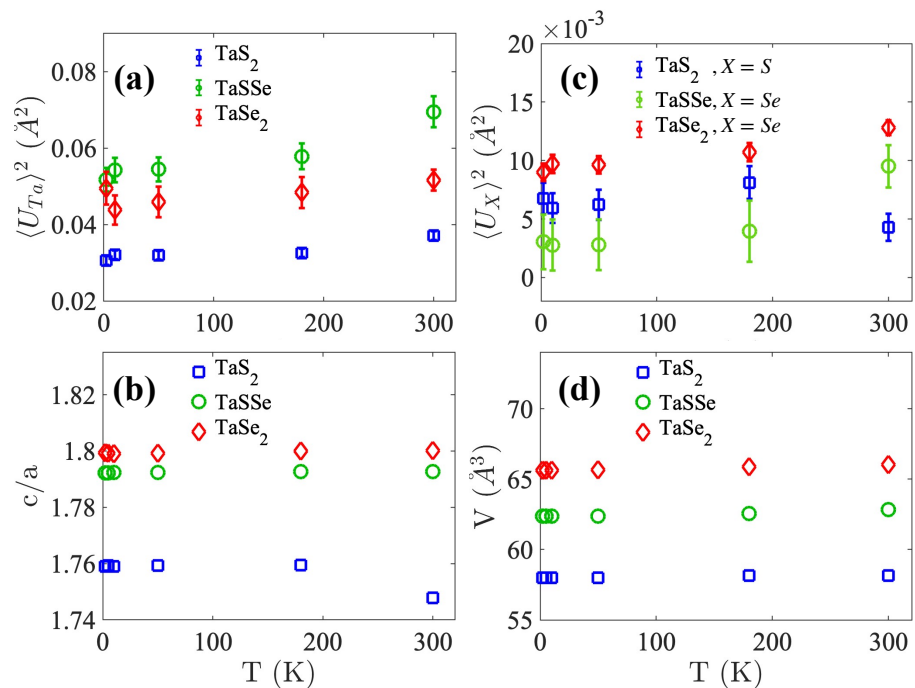 (a)
TaS₂
TaSSe
TaSe₂
⟨U_Ta⟩² (Å²)
0.08
0.06
0.04
0.02
0 100 200 300
×10⁻³
(c)
TaS₂ , X = S
TaSSe, X = Se
TaSe₂ , X = Se
⟨U_X⟩² (Å²)
20
15
10
5
0
0 100 200 300
(b)
TaS₂
TaSSe
TaSe₂
c/a
1.82
1.8
1.78
1.76
1.74
0 100 200 300
T (K)
(d)
TaS₂
TaSSe
TaSe₂
V (Å³)
70
65
60
55
0 100 200 300
T (K)